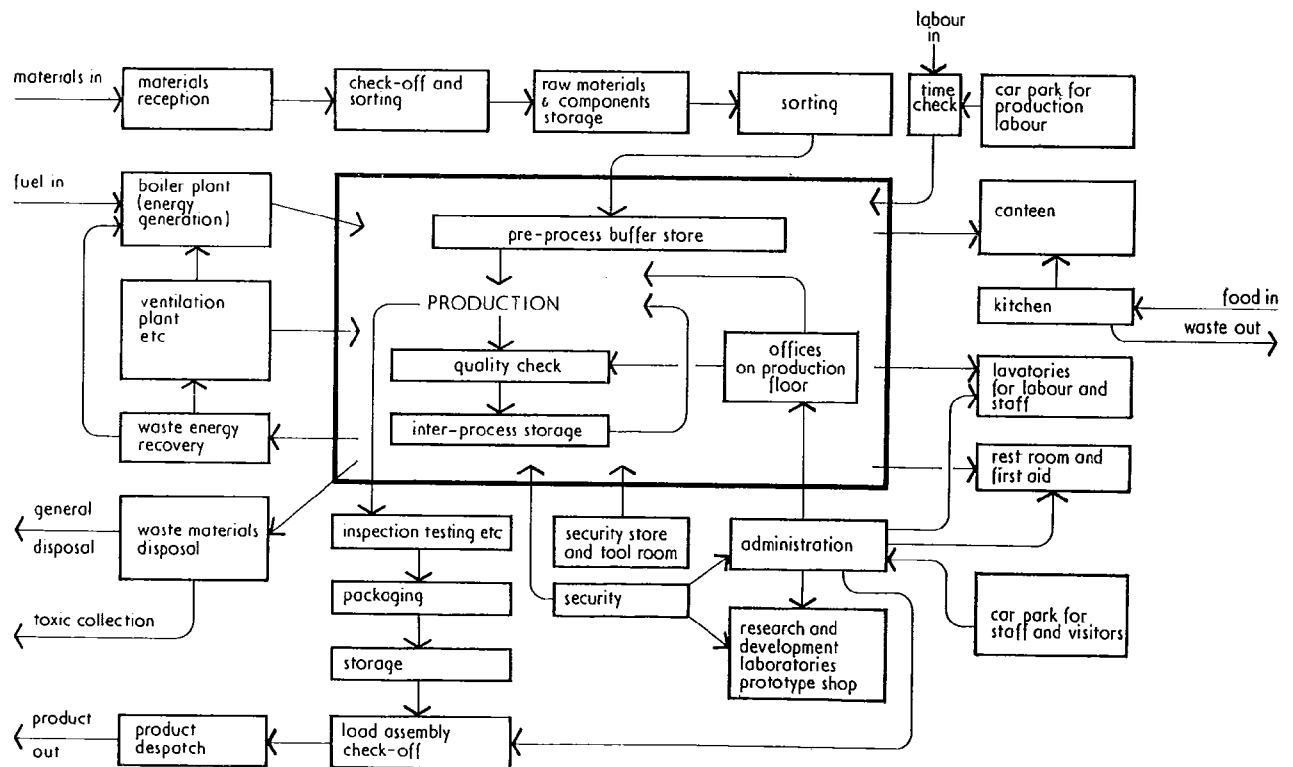 labour
in
materials in
materials
reception
check-off and
sorting
raw materials
& components
storage
sorting
time
check
car park for
production
labour
fuel in
boiler plant
(energy
generation)
pre-process buffer store
canteen
ventilation
plant
etc
PRODUCTION
kitchen
food in
waste out
quality check
offices
on production
floor
lavatories
for labour and
staff
waste energy
recovery
inter-process storage
rest room and
first aid
general
disposal
waste materials
disposal
inspection testing etc
security store
and tool room
administration
toxic collection
packaging
security
car park for
staff and visitors
storage
research and
development
laboratories
prototype shop
product
out
product
despatch
load assembly
check-off